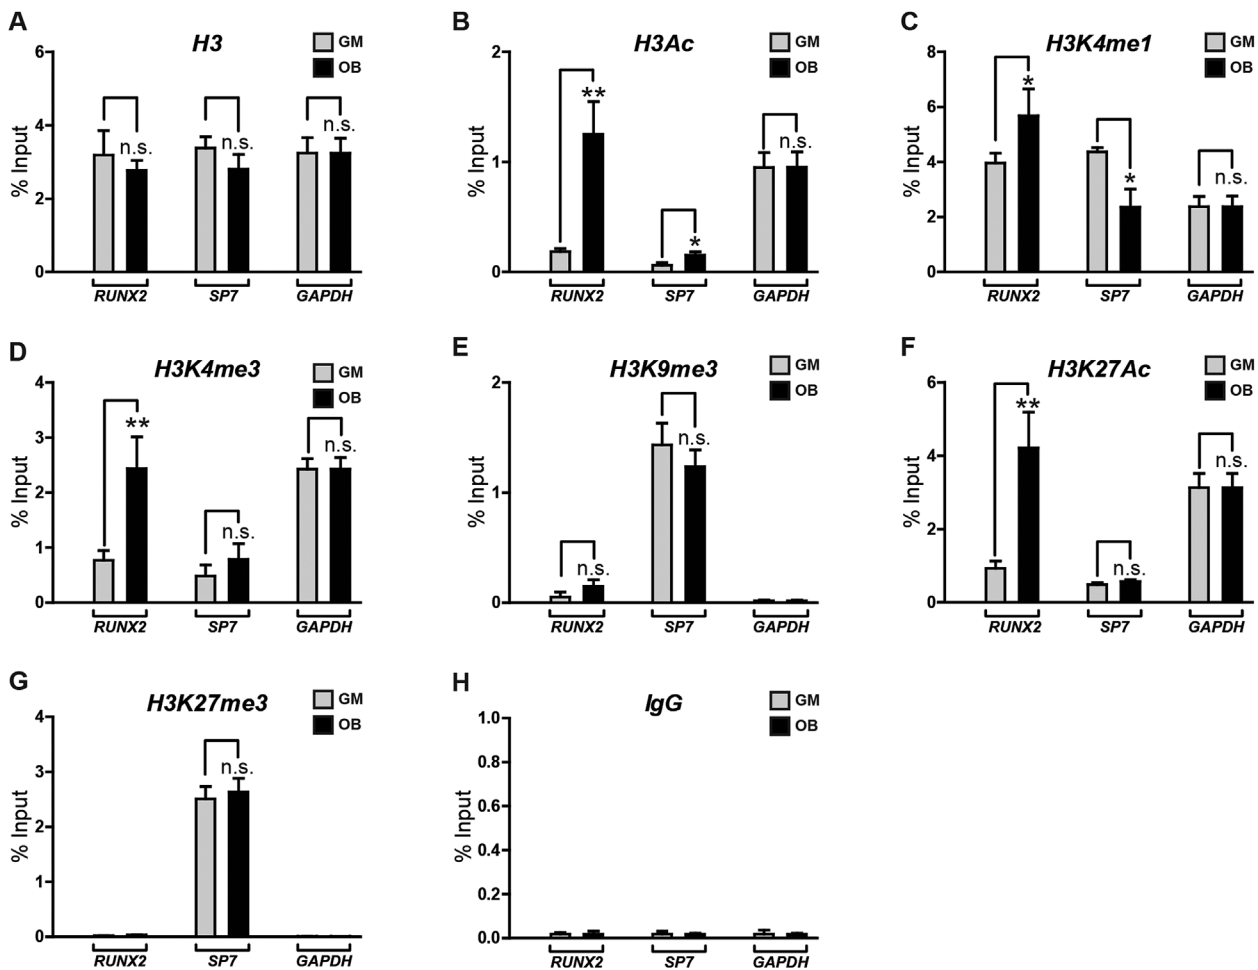 A
H3
GM
OB
% Input
6
4
2
0
n.s.
n.s.
n.s.
RUNX2
SP7
GAPDH
B
H3Ac
GM
OB
% Input
2
1
0
**
*
n.s.
RUNX2
SP7
GAPDH
C
H3K4me1
GM
OB
% Input
8
6
4
2
0
*
*
n.s.
RUNX2
SP7
GAPDH
D
H3K4me3
GM
OB
% Input
4
3
2
1
0
**
n.s.
n.s.
RUNX2
SP7
GAPDH
E
H3K9me3
GM
OB
% Input
2
1
0
n.s.
n.s.
RUNX2
SP7
GAPDH
F
H3K27Ac
GM
OB
% Input
6
4
2
0
**
n.s.
n.s.
RUNX2
SP7
GAPDH
G
H3K27me3
GM
OB
% Input
4
3
2
1
0
n.s.
RUNX2
SP7
GAPDH
H
IgG
GM
OB
% Input
1.0
0.8
0.6
0.4
0.2
0.0
RUNX2
SP7
GAPDH